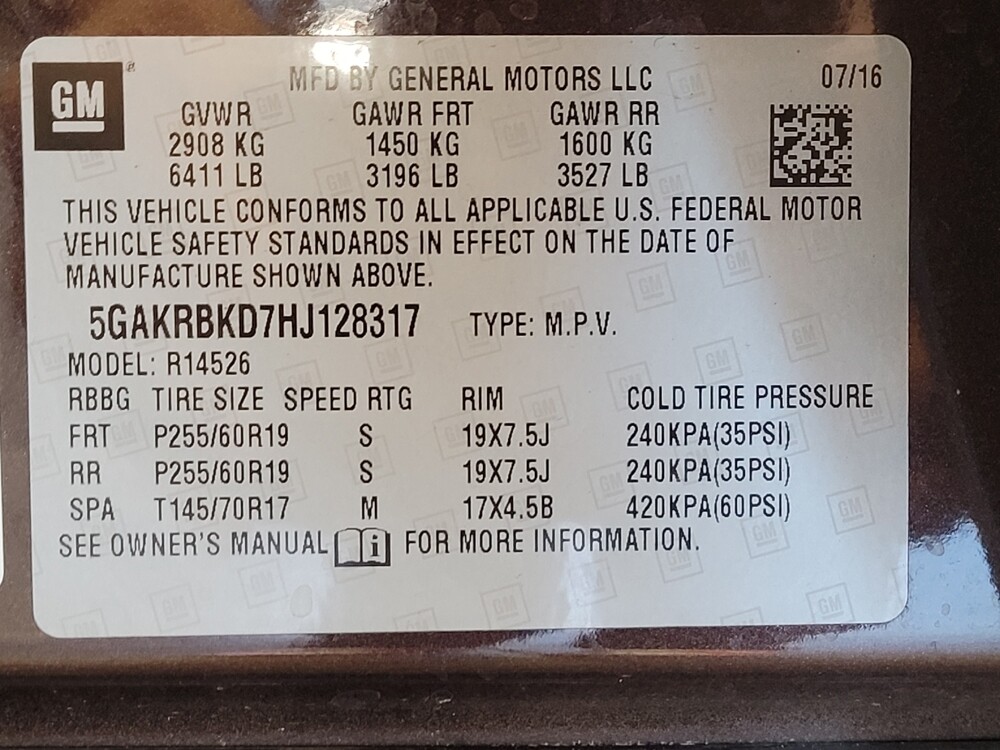 GM
MFD BY GENERAL MOTORS LLC 07/16
GVWR GAWR FRT GAWR RR
2908 KG 1450 KG 1600 KG
6411 LB 3196 LB 3527 LB
THIS VEHICLE CONFORMS TO ALL APPLICABLE U.S. FEDERAL MOTOR
VEHICLE SAFETY STANDARDS IN EFFECT ON THE DATE OF
MANUFACTURE SHOWN ABOVE.
5GAKRBKD7HJ128317 TYPE: M.P.V.
MODEL: R14526
RBBG TIRE SIZE SPEED RTG RIM COLD TIRE PRESSURE
FRT P255/60R19 S 19X7.5J 240KPA(35PSI)
RR P255/60R19 S 19X7.5J 240KPA(35PSI)
SPA T145/70R17 M 17X4.5B 420KPA(60PSI)
SEE OWNER'S MANUAL i FOR MORE INFORMATION.